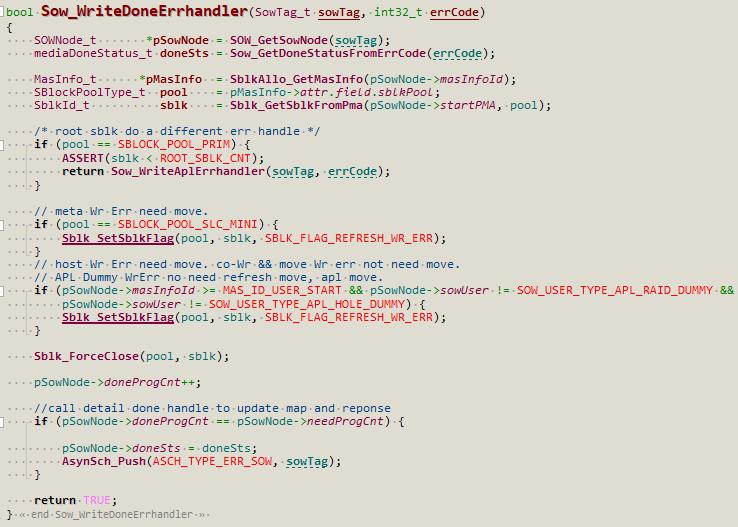 bool Sow_WriteDoneErrhandler(SowTag_t sowTag, int32_t errCode)
{
    SOWNode_t       *pSowNode = SOW_GetSowNode(sowTag);
    mediaDoneStatus_t doneSts = Sow_GetDoneStatusFromErrCode(errCode);

    MasInfo_t      *pMasInfo  = SblkAllo_GetMasInfo(pSowNode->masInfoId);
    SBlockPoolType_t  pool    = pMasInfo->attr.field.sblkPool;
    SblkId_t          sblk    = Sblk_GetSblkFromPma(pSowNode->startPMA, pool);

    /* root sblk do a different err handle */
    if (pool == SBLOCK_POOL_PRIM) {
        ASSERT(sblk < ROOT_SBLK_CNT);
        return Sow_WriteAplErrhandler(sowTag, errCode);
    }

    // meta Wr Err need move.
    if (pool == SBLOCK_POOL_SLC_MINI) {
        Sblk_SetSblkFlag(pool, sblk, SBLK_FLAG_REFRESH_WR_ERR);
    }
    // host Wr Err need move. co-Wr && move Wr err not need move.
    // APL Dummy WrErr no need refresh move, apl move.
    if (pSowNode->masInfoId >= MAS_ID_USER_START && pSowNode->sowUser != SOW_USER_TYPE_APL_RAID_DUMMY &&
        pSowNode->sowUser != SOW_USER_TYPE_APL_HOLE_DUMMY) {
        Sblk_SetSblkFlag(pool, sblk, SBLK_FLAG_REFRESH_WR_ERR);
    }

    Sblk_ForceClose(pool, sblk);

    pSowNode->doneProgCnt++;

    //call detail done handle to update map and reponse
    if (pSowNode->doneProgCnt == pSowNode->needProgCnt) {

        pSowNode->doneSts = doneSts;
        AsynSch_Push(ASCH_TYPE_ERR_SOW, sowTag);
    }

    return TRUE;
} « end Sow_WriteDoneErrhandler »